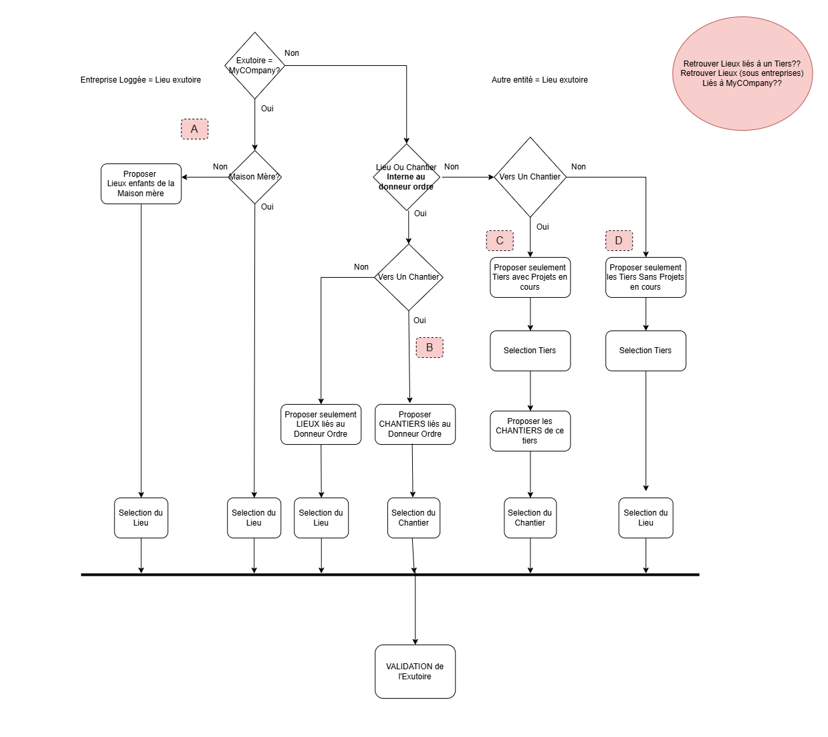 Exutoire =
MyCOmpany?
Non
Retrouver Lieux liès á un Tiers??
Retrouver Lieux (sous entreprises)
Liés á MyCOmpany??
Entreprise Loggèe = Lieu exutoire
Autre entitè = Lieu exutoire
Oui
A
Non
Maison Mère?
Proposer
Lieux enfants de la
Maison mère
Oui
Lieu Ou Chantier
Interne au
donneur ordre
Non
Vers Un Chantier
Non
Oui
Oui
C
D
Non
Vers Un Chantier
Proposer seulement
Tiers avec Projets en
cours
Proposer seulement
les Tiers Sans Projets
en cours
Oui
B
Selection Tiers
Selection Tiers
Proposer seulement
LIEUX liés au
Donneur Ordre
Proposer
CHANTIERS liés au
Donneur Ordre
Proposer les
CHANTIERS de ce
tiers
Selection du
Lieu
Selection du
Lieu
Selection du
Lieu
Selection du
Chantier
Selection du
Chantier
Selection du
Lieu
VALIDATION de
l'Exutoire